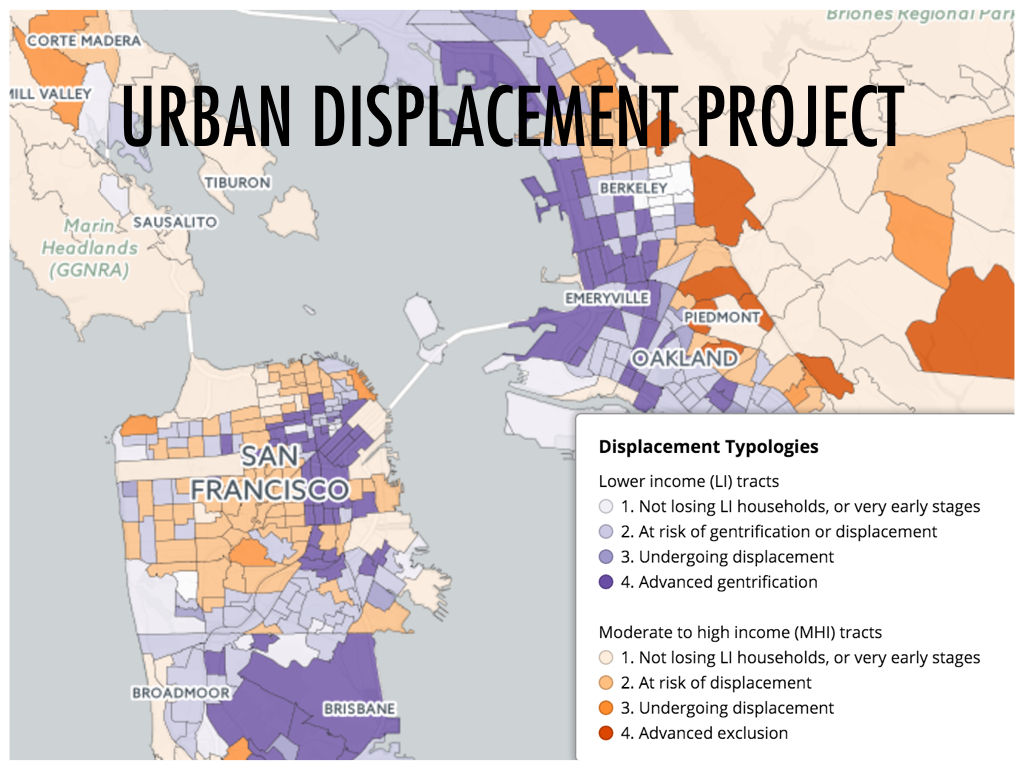 Briones Regional Park
CORTE MADERA
MILL VALLEY
URBAN DISPLACEMENT PROJECT
TIBURON
BERKELEY
SAUSALITO
Marin
Headlands
(GGNRA)
EMERYVILLE
PIEDMONT
OAKLAND
SAN
FRANCISCO
BROADMOOR
BRISBANE
Displacement Typologies
Lower income (LI) tracts
1. Not losing LI households, or very early stages
2. At risk of gentrification or displacement
3. Undergoing displacement
4. Advanced gentrification
Moderate to high income (MHI) tracts
1. Not losing LI households, or very early stages
2. At risk of displacement
3. Undergoing displacement
4. Advanced exclusion